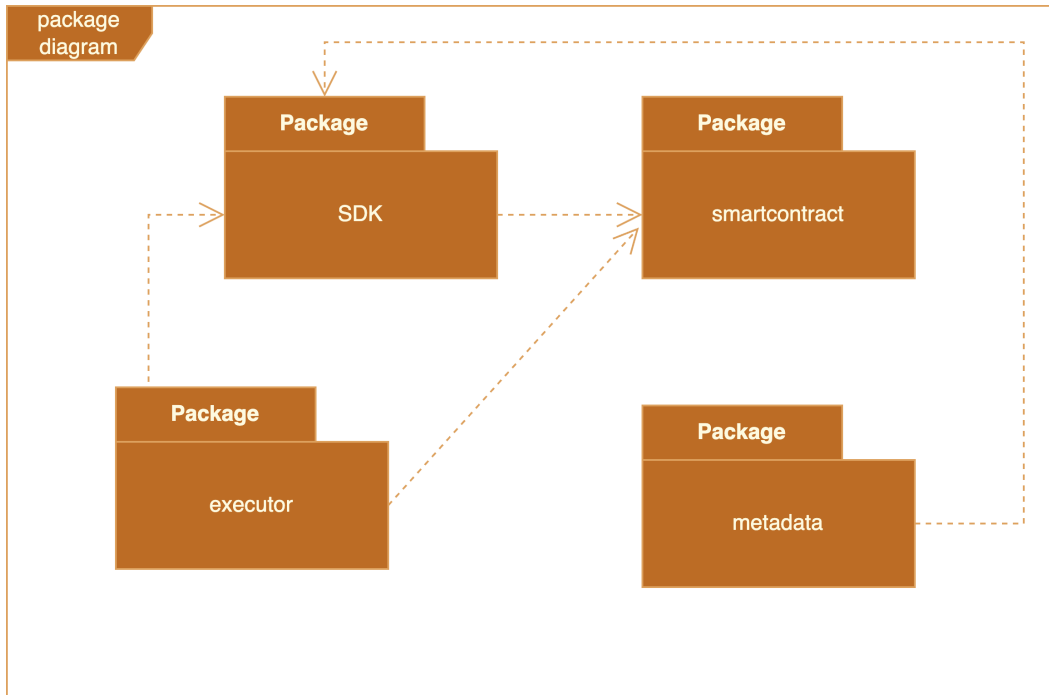 package
diagram
Package
SDK
Package
smartcontract
Package
executor
Package
metadata